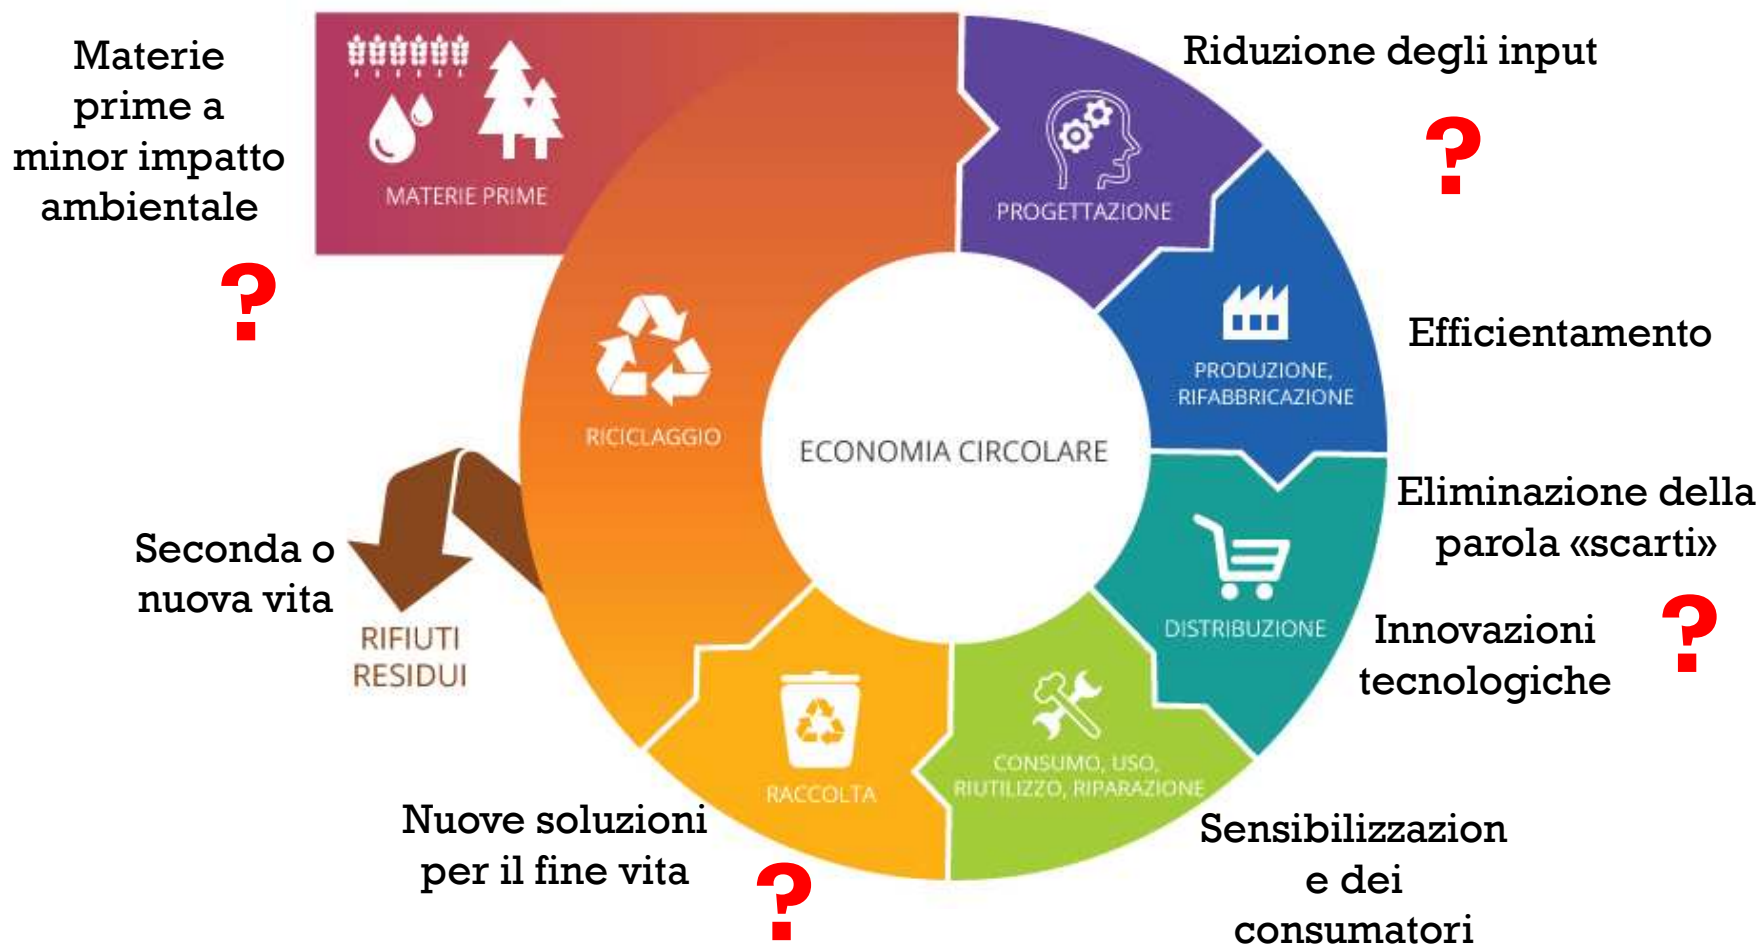 Materie
prime a
minor impatto
ambientale
?
MATERIE PRIME
Riduzione degli input
?
PROGETTAZIONE
Efficientamento
PRODUZIONE,
RIFABBRICAZIONE
ECONOMIA CIRCOLARE
RICICLAGGIO
Eliminazione della
parola «scarti»
DISTRIBUZIONE
Innovazioni
tecnologiche
?
Seconda o
nuova vita
RIFIUTI
RESIDUI
CONSUMO, USO,
RIUTILIZZO, RIPARAZIONE
RACCOLTA
Nuove soluzioni
per il fine vita
?
Sensibilizzazion
e dei
consumatori